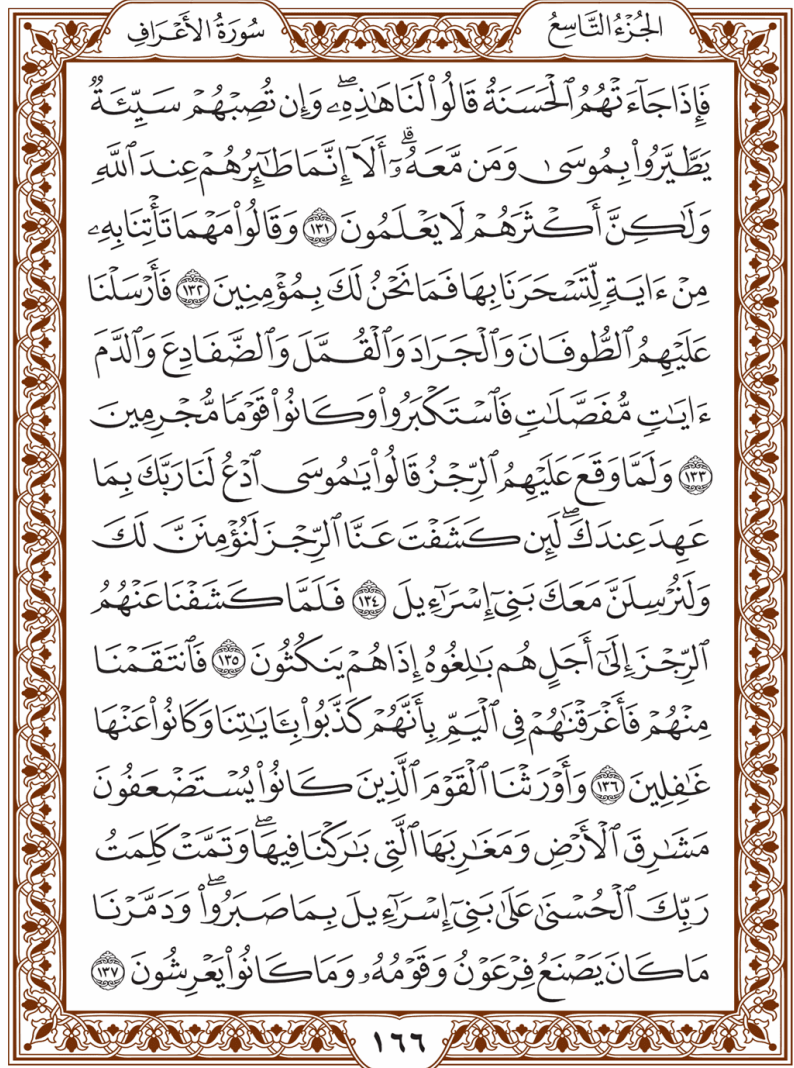 الجُزْءُ التَّاسِعُ
سُورَةُ الأَعْرَافِ
فَإِذَا جَآءَتْهُمُ ٱلْحَسَنَةُ قَالُوا۟ لَنَا هَٰذِهِۦۖ وَإِن تُصِبْهُمْ سَيِّئَةٌ
يَطَّيَّرُوا۟ بِمُوسَىٰ وَمَن مَّعَهُۥٓۗ أَلَآ إِنَّمَا طَٰٓئِرُهُمْ عِندَ ٱللَّهِ
وَلَٰكِنَّ أَكْثَرَهُمْ لَا يَعْلَمُونَ ١٣١ وَقَالُوا۟ مَهْمَا تَأْتِنَا بِهِۦ
مِنْ ءَايَةٍ لِّتَسْحَرَنَا بِهَا فَمَا نَحْنُ لَكَ بِمُؤْمِنِينَ ١٣٢ فَأَرْسَلْنَا
عَلَيْهِمُ ٱلطُّوفَانَ وَٱلْجَرَادَ وَٱلْقُمَّلَ وَٱلضَّفَادِعَ وَٱلدَّمَ
ءَايَٰتٍ مُّفَصَّلَٰتٍ فَٱسْتَكْبَرُوا۟ وَكَانُوا۟ قَوْمًا مُّجْرِمِينَ
١٣٣ وَلَمَّا وَقَعَ عَلَيْهِمُ ٱلرِّجْزُ قَالُوا۟ يَٰمُوسَى ٱدْعُ لَنَا رَبَّكَ بِمَا
عَهِدَ عِندَكَۖ لَئِن كَشَفْتَ عَنَّا ٱلرِّجْزَ لَنُؤْمِنَنَّ لَكَ
وَلَنُرْسِلَنَّ مَعَكَ بَنِىٓ إِسْرَٰٓءِيلَ ١٣٤ فَلَمَّا كَشَفْنَا عَنْهُمُ
ٱلرِّجْزَ إِلَىٰٓ أَجَلٍ هُم بَٰلِغُوهُ إِذَا هُمْ يَنكُثُونَ ١٣٥ فَٱنتَقَمْنَا
مِنْهُمْ فَأَغْرَقْنَٰهُمْ فِى ٱلْيَمِّ بِأَنَّهُمْ كَذَّبُوا۟ بِـَٔايَٰتِنَا وَكَانُوا۟ عَنْهَا
غَٰفِلِينَ ١٣٦ وَأَوْرَثْنَا ٱلْقَوْمَ ٱلَّذِينَ كَانُوا۟ يُسْتَضْعَفُونَ
مَشَٰرِقَ ٱلْأَرْضِ وَمَغَٰرِبَهَا ٱلَّتِى بَٰرَكْنَا فِيهَاۖ وَتَمَّتْ كَلِمَتُ
رَبِّكَ ٱلْحُسْنَىٰ عَلَىٰ بَنِىٓ إِسْرَٰٓءِيلَ بِمَا صَبَرُوا۟ۖ وَدَمَّرْنَا
مَا كَانَ يَصْنَعُ فِرْعَوْنُ وَقَوْمُهُۥ وَمَا كَانُوا۟ يَعْرِشُونَ ١٣٧
١٦٦